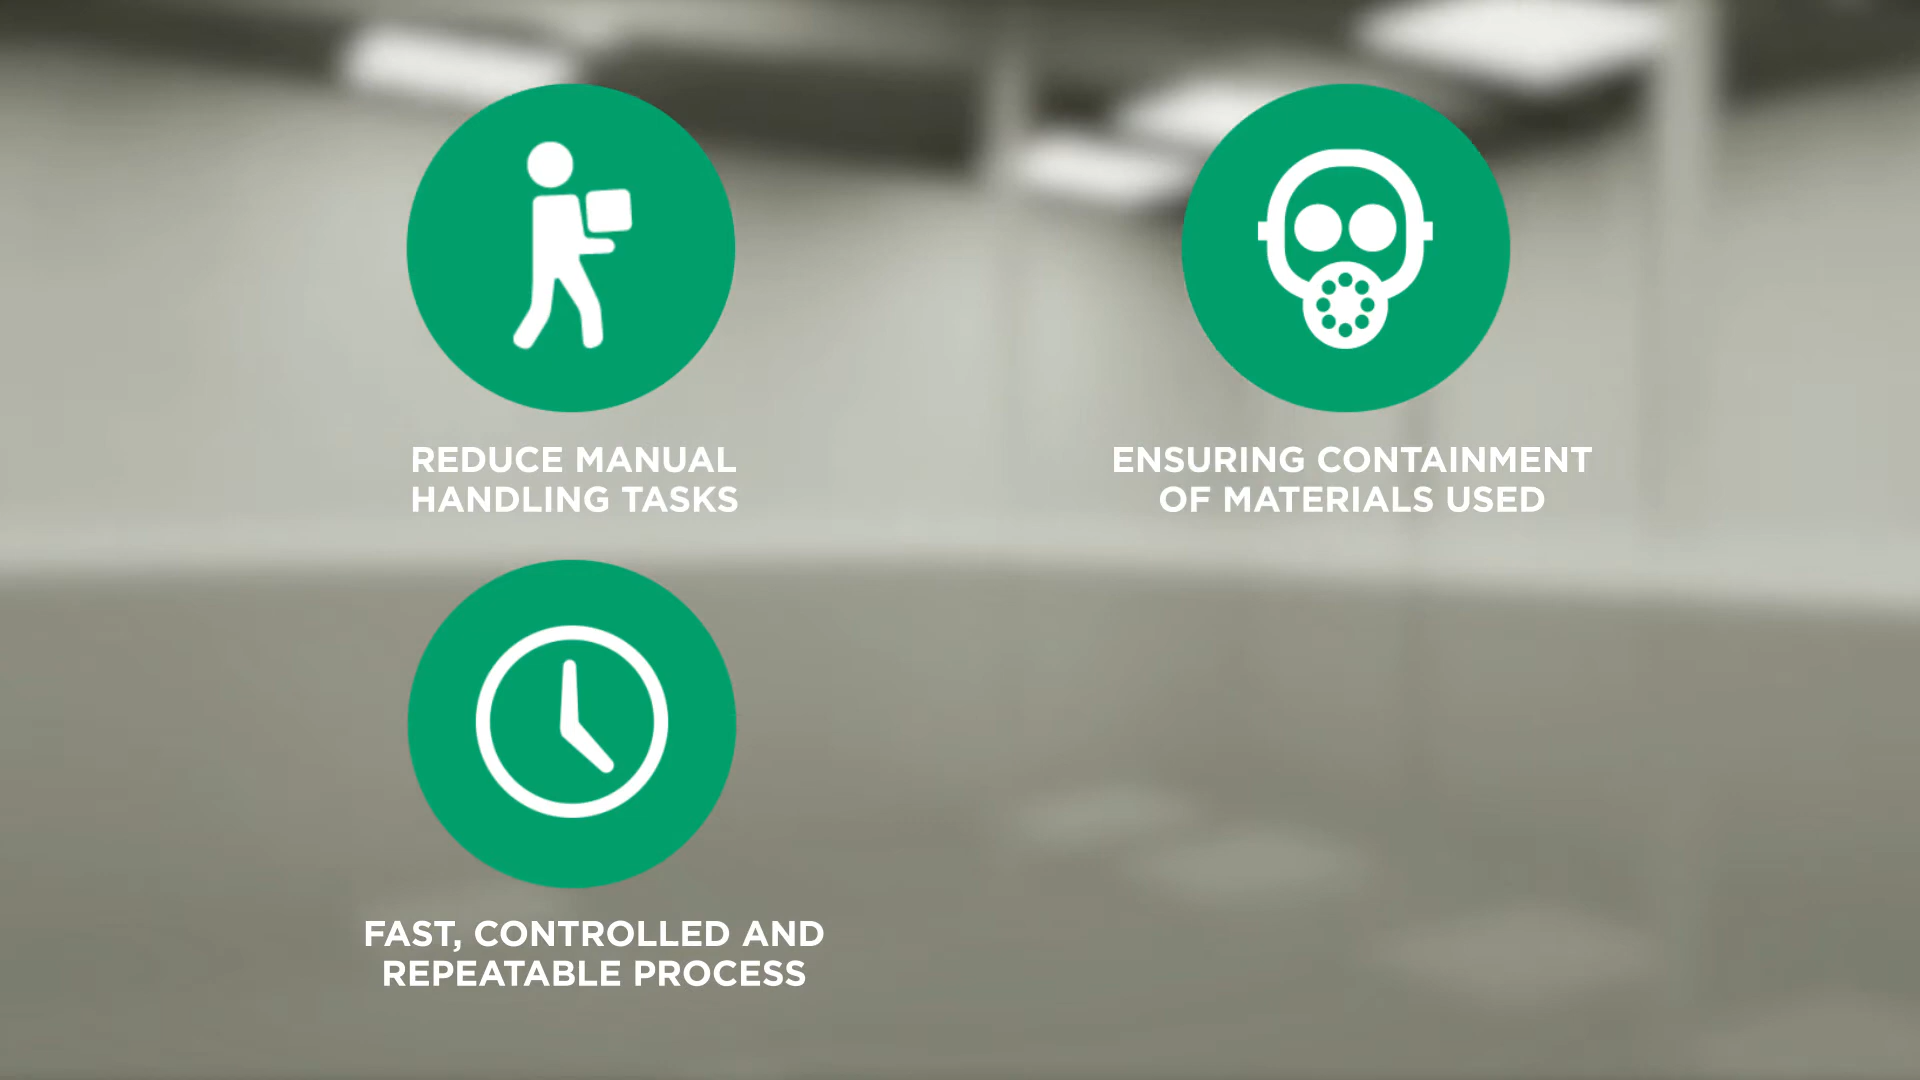 REDUCE MANUAL
HANDLING TASKS
ENSURING CONTAINMENT
OF MATERIALS USED
FAST, CONTROLLED AND
REPEATABLE PROCESS